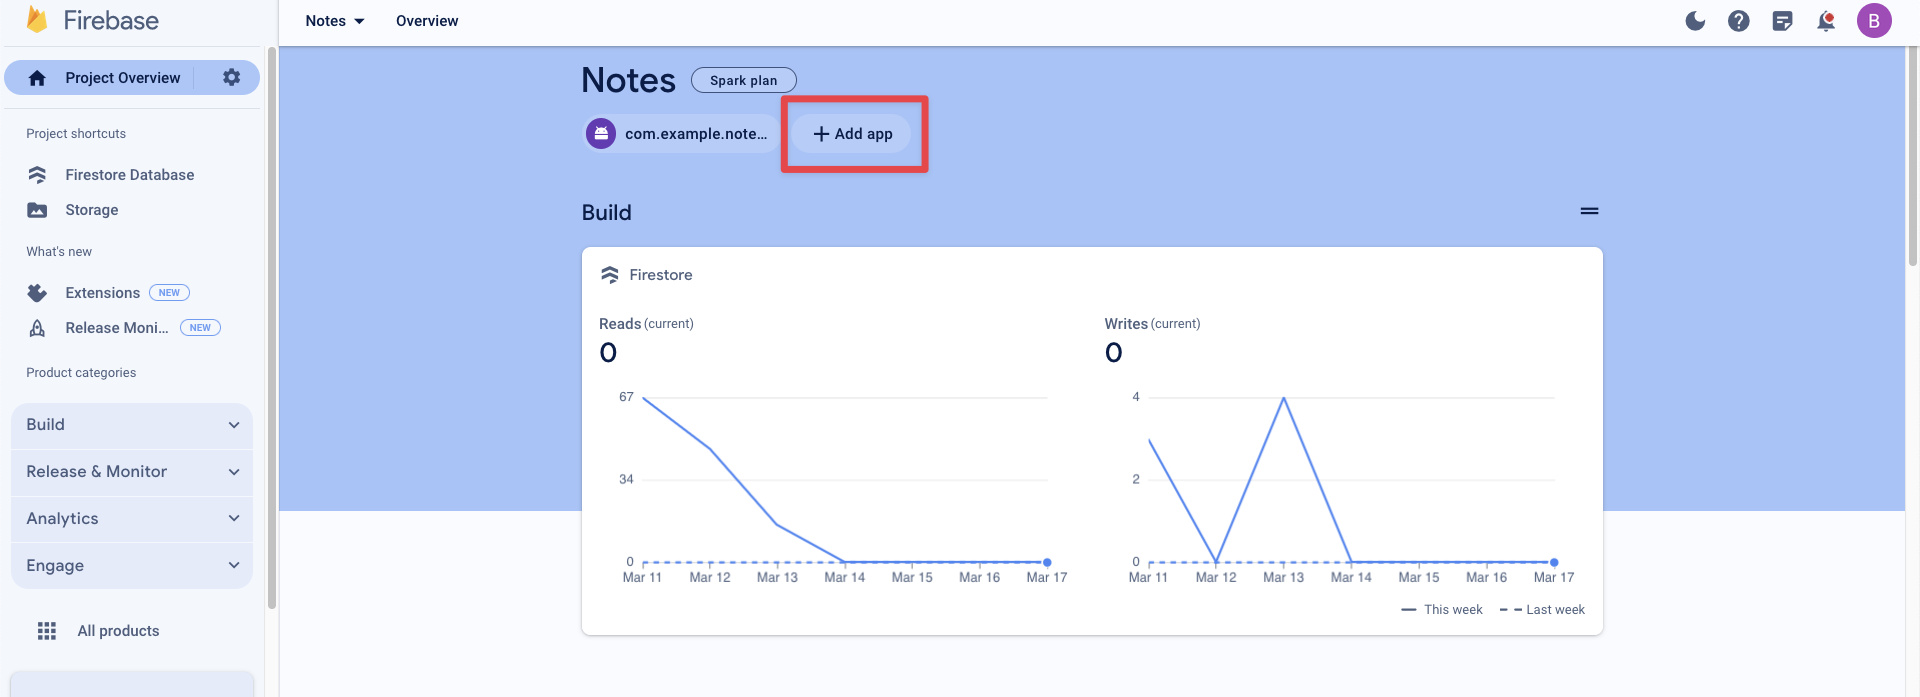 Firebase
Notes
Overview
B
Project Overview
Project shortcuts
Firestore Database
Storage
What's new
Extensions NEW
Release Moni... NEW
Product categories
Build
Release & Monitor
Analytics
Engage
All products
Notes Spark plan
com.example.note... + Add app
Build
Firestore
Reads (current)
0
67
34
0
Mar 11 Mar 12 Mar 13 Mar 14 Mar 15 Mar 16 Mar 17
Writes (current)
0
4
2
0
Mar 11 Mar 12 Mar 13 Mar 14 Mar 15 Mar 16 Mar 17
This week Last week